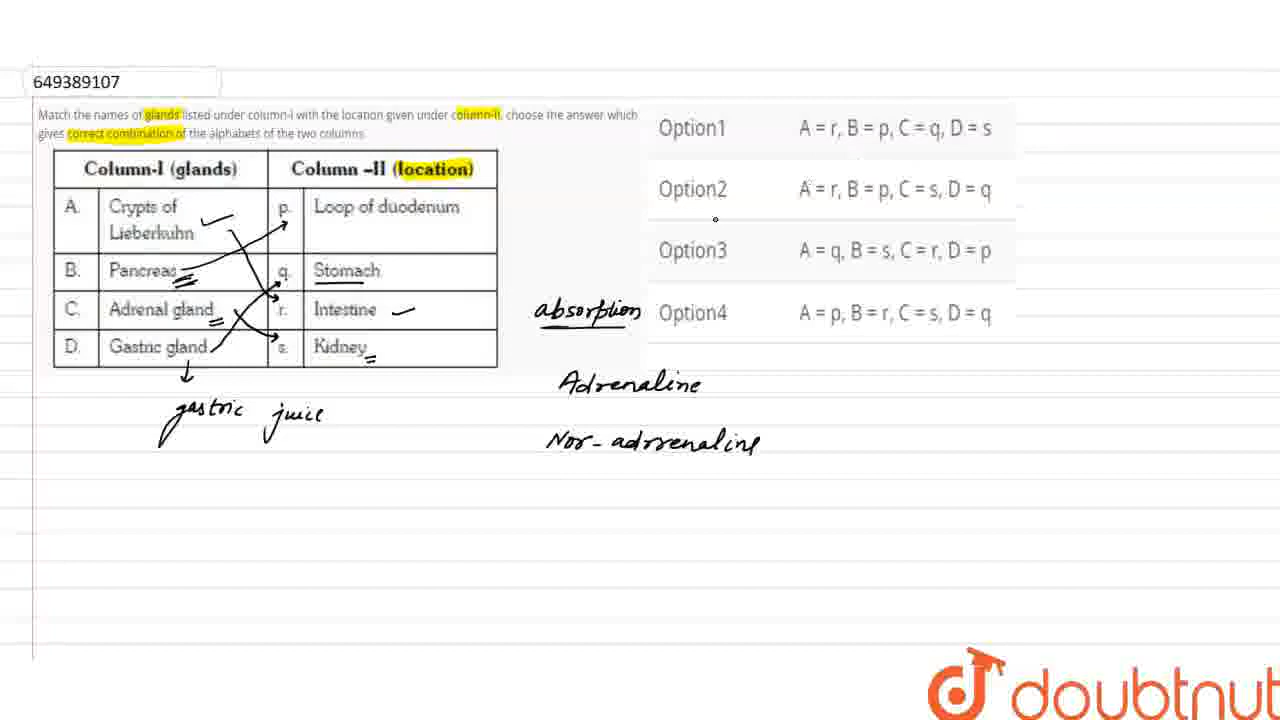 649389107
Match the names of glands listed under column-I with the location given under column-II, choose the answer which
gives correct combination of the alphabets of the two columns.
Column-I (glands) Column –II (location)
A. Crypts of Lieberkuhn p. Loop of duodenum
B. Pancreas q. Stomach
C. Adrenal gland r. Intestine
D. Gastric gland s. Kidney
gastric juice
Option1 A = r, B = p, C = q, D = s
Option2 A = r, B = p, C = s, D = q
Option3 A = q, B = s, C = r, D = p
Option4 A = p, B = r, C = s, D = q
absorption
Adrenaline
Nor-adrrenaline
doubtnut